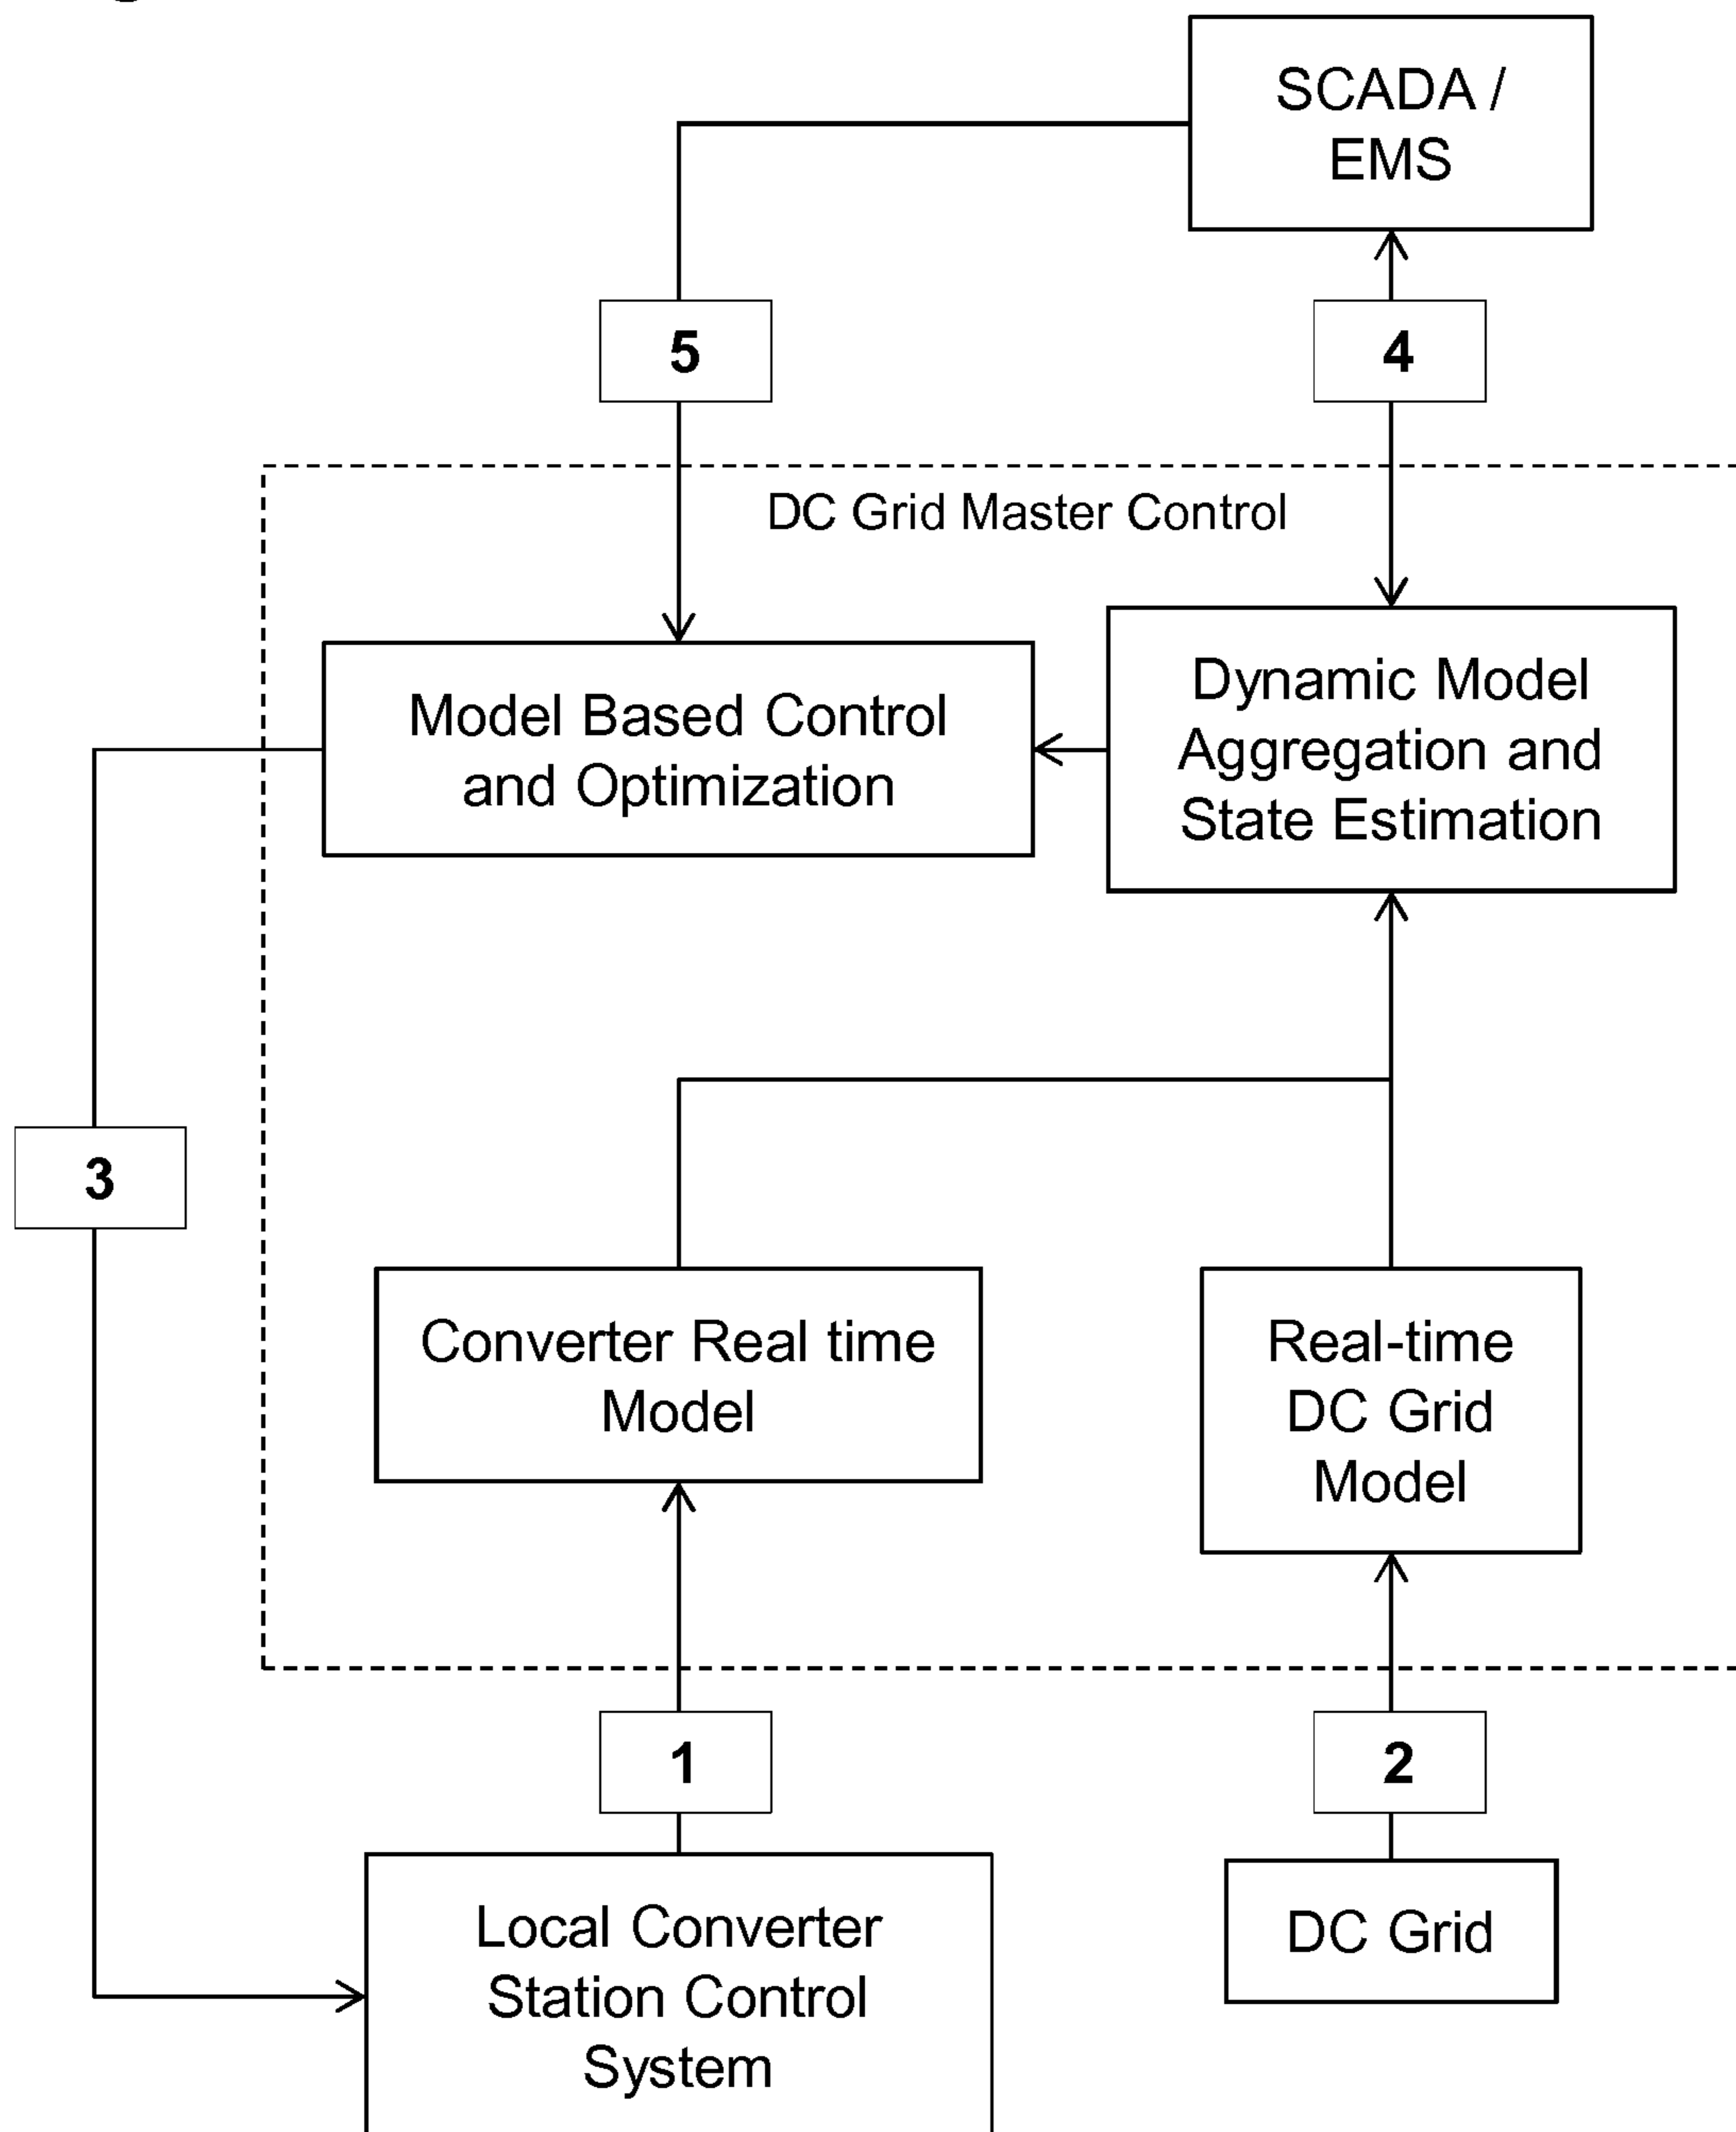 SCADA /
EMS
5
4
DC Grid Master Control
Model Based Control
and Optimization
Dynamic Model
Aggregation and
State Estimation
3
Converter Real time
Model
Real-time
DC Grid
Model
1
2
Local Converter
Station Control
System
DC Grid